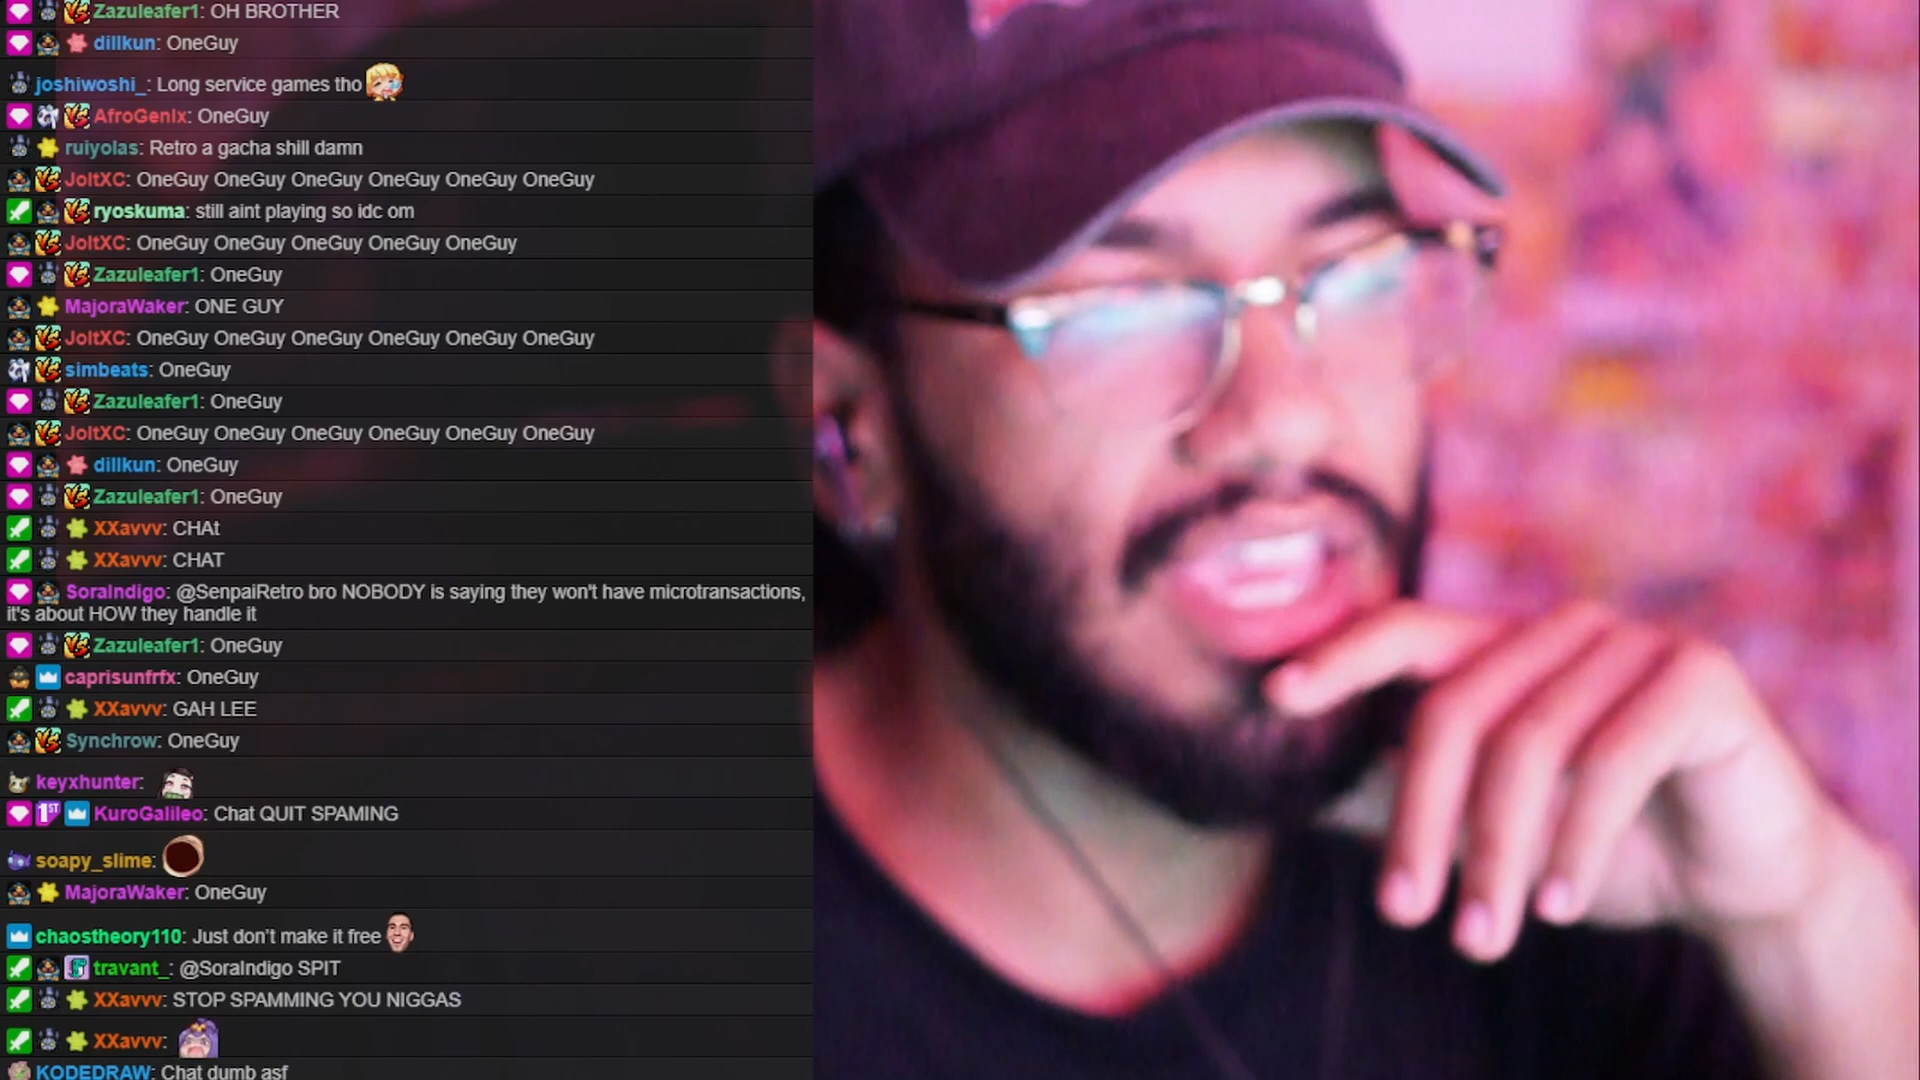 Zazuleafer1: OH BROTHER
dillkun: OneGuy
joshiwoshi_: Long service games tho
AfroGenIx: OneGuy
ruiyolas: Retro a gacha shill damn
JoltXC: OneGuy OneGuy OneGuy OneGuy OneGuy OneGuy
ryoskuma: still aint playing so idc om
JoltXC: OneGuy OneGuy OneGuy OneGuy OneGuy
Zazuleafer1: OneGuy
MajoraWaker: ONE GUY
JoltXC: OneGuy OneGuy OneGuy OneGuy OneGuy OneGuy
simbeats: OneGuy
Zazuleafer1: OneGuy
JoltXC: OneGuy OneGuy OneGuy OneGuy OneGuy OneGuy
dillkun: OneGuy
Zazuleafer1: OneGuy
XXavvv: CHAt
XXavvv: CHAT
SoraIndigo: @SenpaiRetro bro NOBODY is saying they won't have microtransactions,
it's about HOW they handle it
Zazuleafer1: OneGuy
caprisunfrfx: OneGuy
XXavvv: GAH LEE
Synchrow: OneGuy
keyxhunter:
1ST KuroGalileo: Chat QUIT SPAMING
soapy_slime:
MajoraWaker: OneGuy
chaostheory110: Just don't make it free
travant_: @SoraIndigo SPIT
XXavvv: STOP SPAMMING YOU NIGGAS
XXavvv:
KODEDRAW: Chat dumb asf